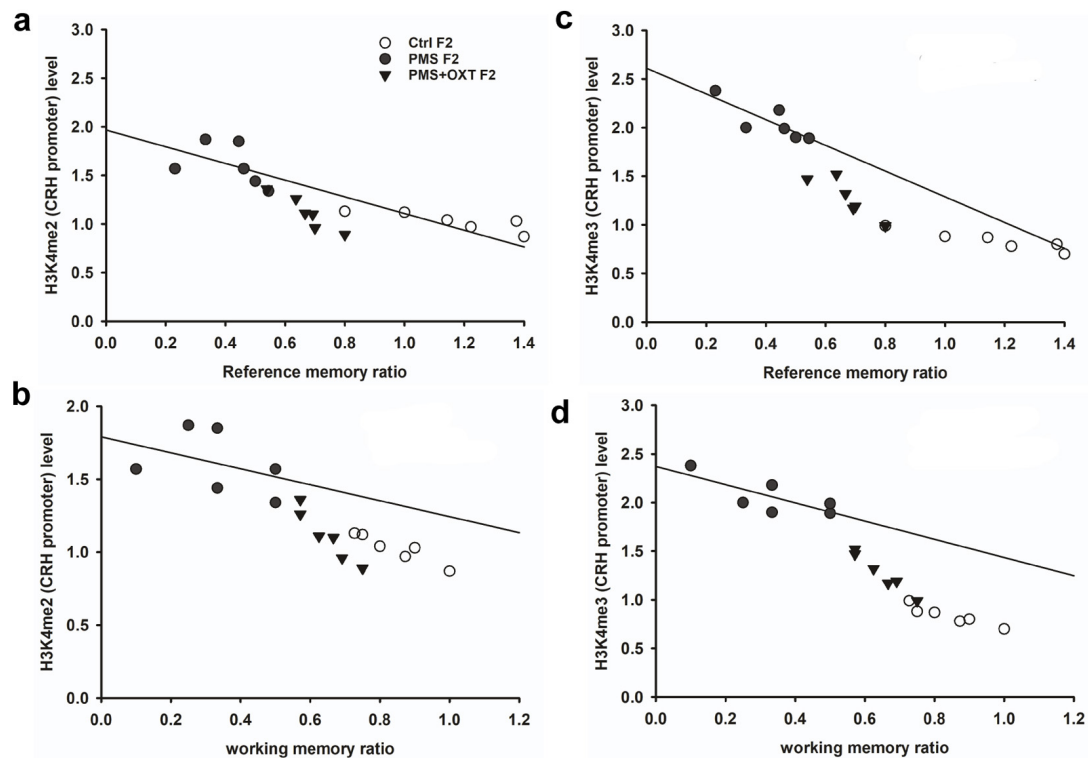 a
3.0
2.5
2.0
1.5
1.0
0.5
0.0
H3K4me2 (CRH promoter) level
Ctrl F2
PMS F2
PMS+OXT F2
0.0 0.2 0.4 0.6 0.8 1.0 1.2 1.4
Reference memory ratio
c
3.0
2.5
2.0
1.5
1.0
0.5
0.0
H3K4me3 (CRH promoter) level
0.0 0.2 0.4 0.6 0.8 1.0 1.2 1.4
Reference memory ratio
b
2.0
1.5
1.0
0.5
0.0
H3K4me2 (CRH promoter) level
0.0 0.2 0.4 0.6 0.8 1.0 1.2
working memory ratio
d
3.0
2.5
2.0
1.5
1.0
0.5
0.0
H3K4me3 (CRH promoter) level
0.0 0.2 0.4 0.6 0.8 1.0 1.2
working memory ratio